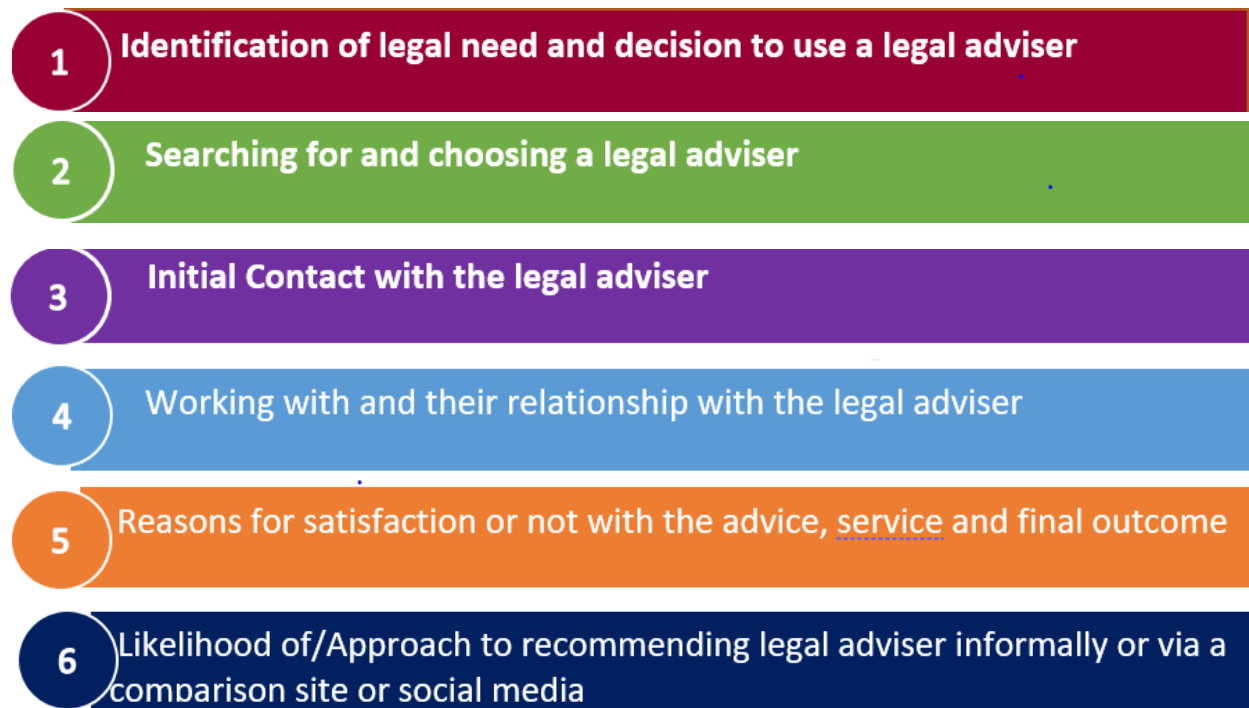 1 Identification of legal need and decision to use a legal adviser
2 Searching for and choosing a legal adviser
3 Initial Contact with the legal adviser
4 Working with and their relationship with the legal adviser
5 Reasons for satisfaction or not with the advice, service and final outcome
6 Likelihood of/Approach to recommending legal adviser informally or via a
comparison site or social media